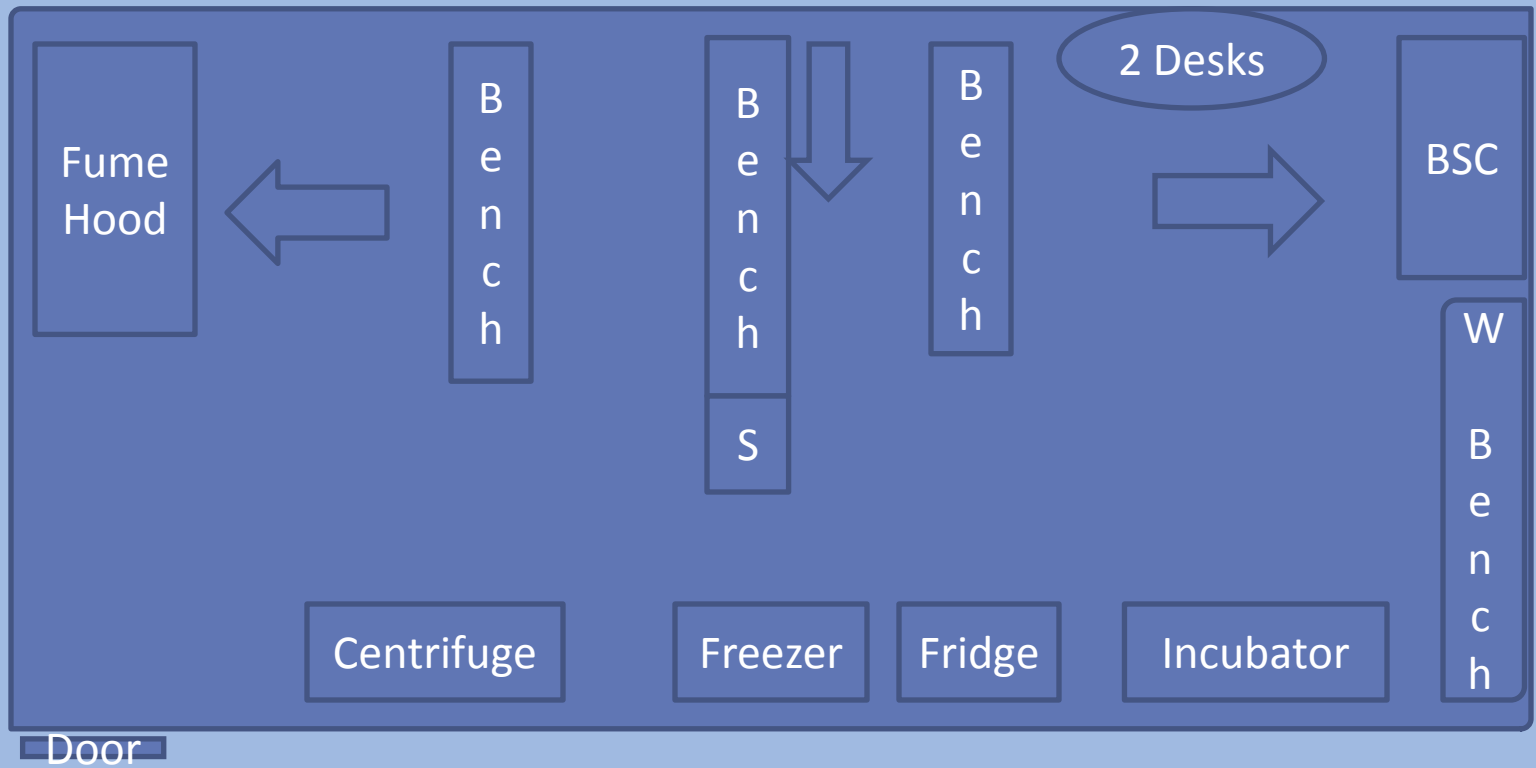 Fume
Hood
B
e
n
c
h
B
e
n
c
h
S
B
e
n
c
h
2 Desks
BSC
W
B
e
n
c
h
Centrifuge
Freezer
Fridge
Incubator
Door